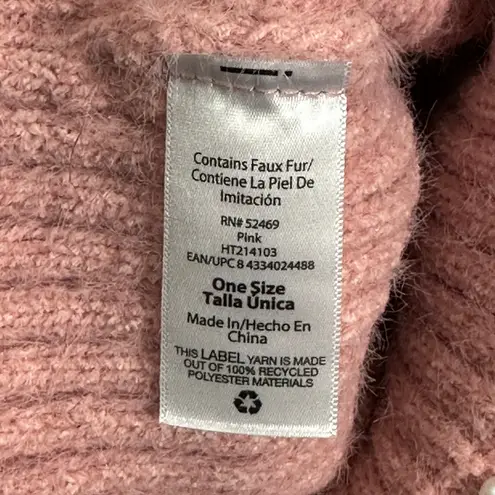 Contains Faux Fur/
Contiene La Piel De
Imitación
RN# 52469
Pink
HT214103
EAN/UPC 8 4334024488
One Size
Talla Única
Made In/Hecho En
China
THIS LABEL YARN IS MADE
OUT OF 100% RECYCLED
POLYESTER MATERIALS